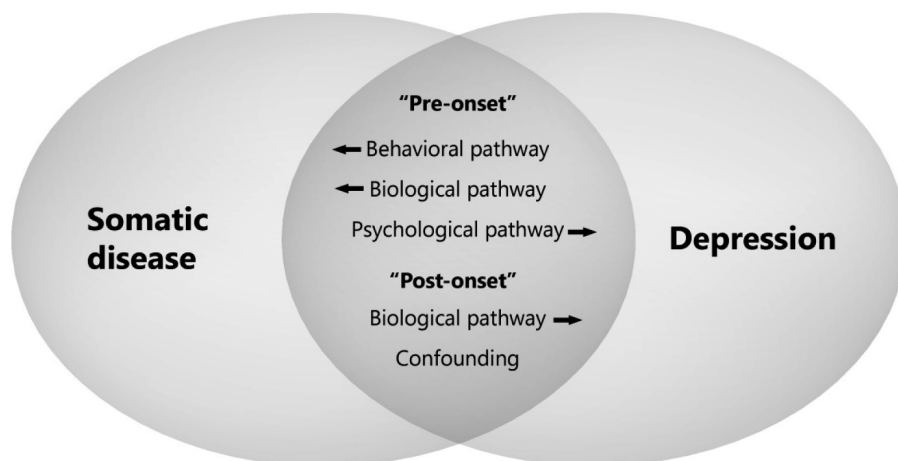 Somatic
disease
“Pre-onset”
← Behavioral pathway
← Biological pathway
Psychological pathway →
“Post-onset”
Biological pathway →
Confounding
Depression